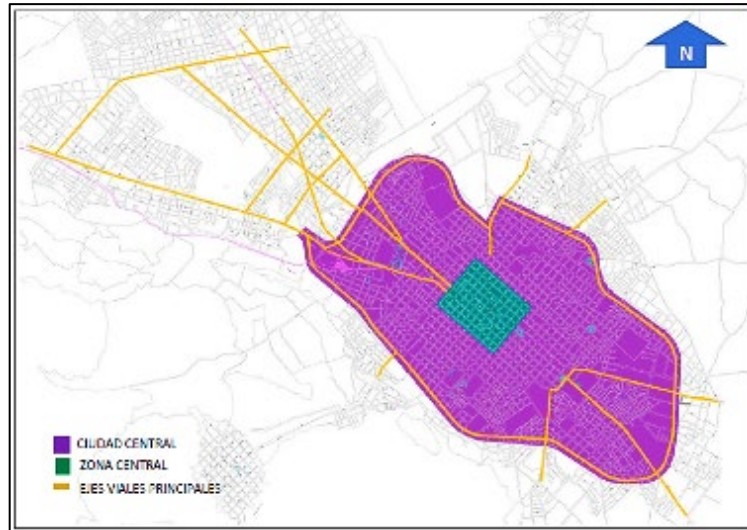 N
CIUDAD CENTRAL
ZONA CENTRAL
EJES VIALES PRINCIPALES